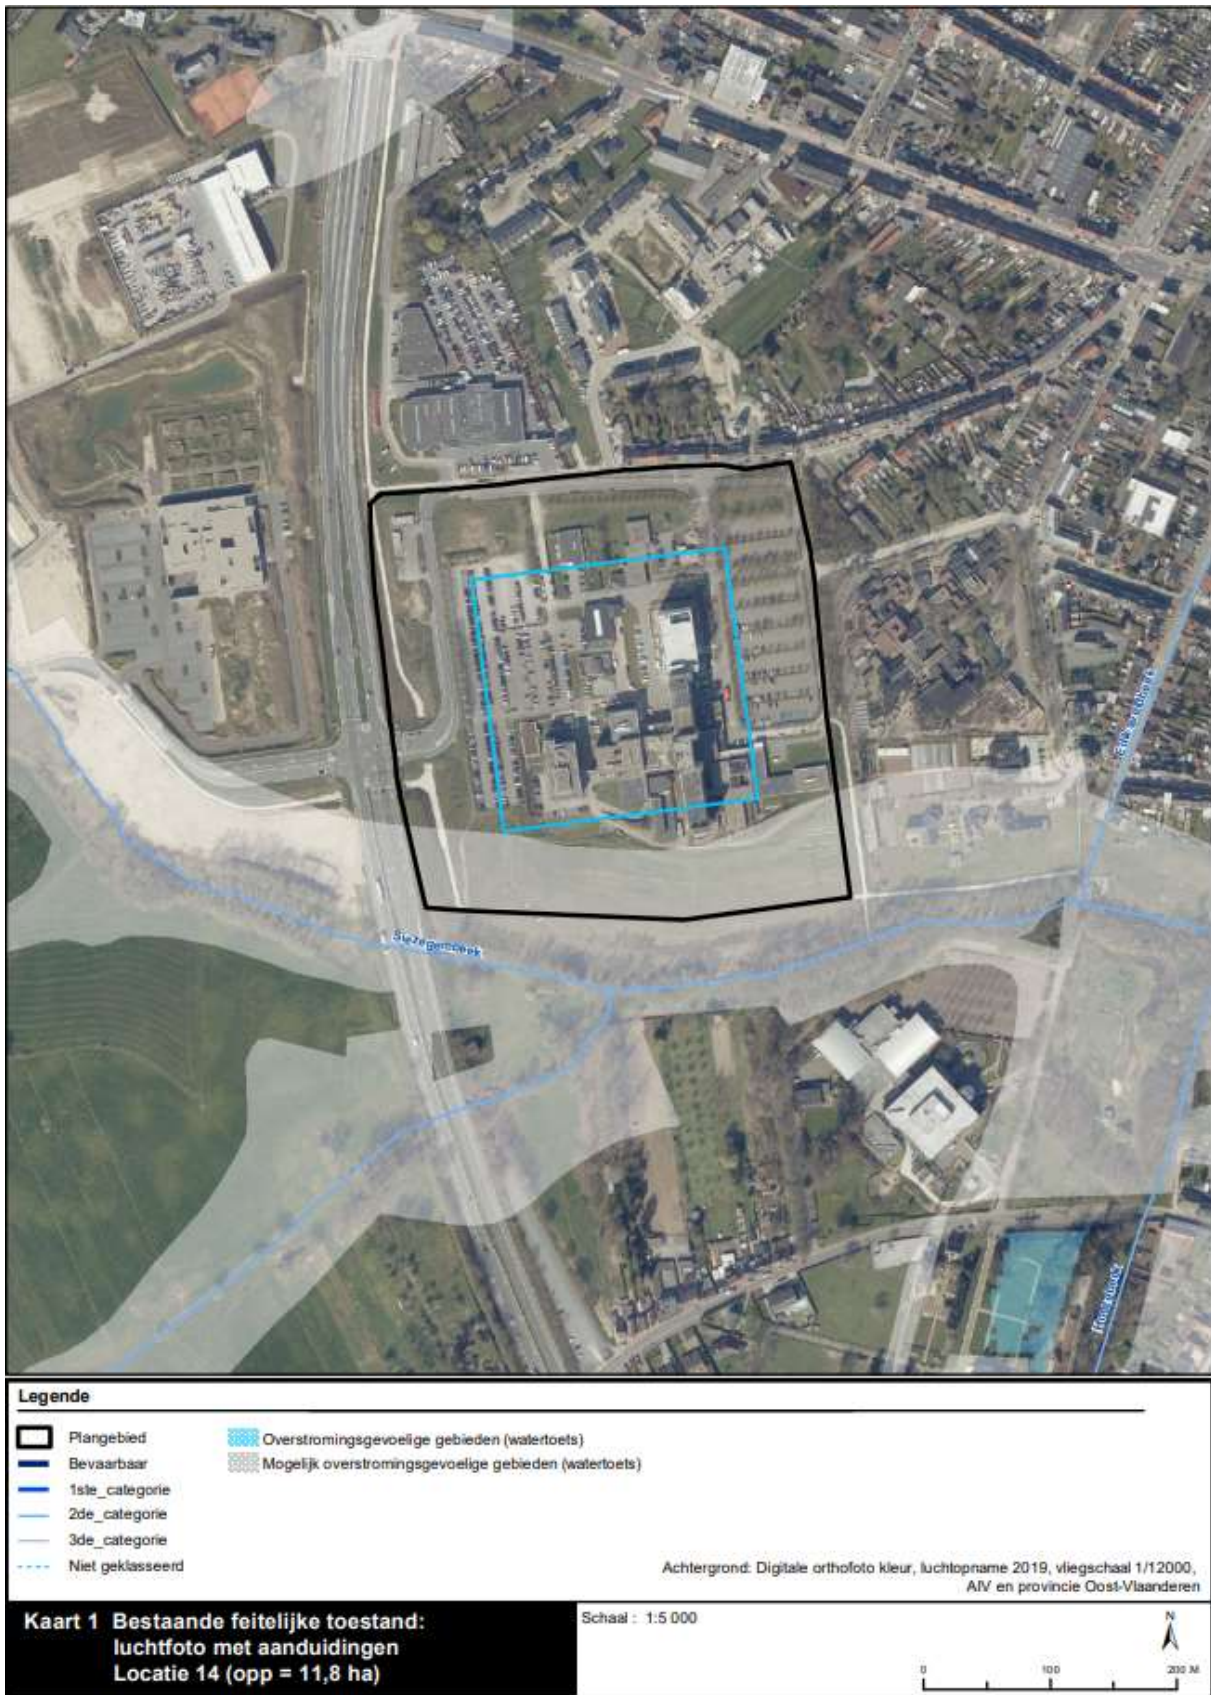 Siezegembeek
Legende
Plangebied
Bevaarbaar
1ste_categorie
2de_categorie
3de_categorie
Niet geklasseerd
Overstromingsgevoelige gebieden (watertoets)
Mogelijk overstromingsgevoelige gebieden (watertoets)
Achtergrond: Digitale orthofoto kleur, luchtopname 2019, vliegschaal 1/12000,
AIV en provincie Oost-Vlaanderen
Kaart 1 Bestaande feitelijke toestand:
luchtfoto met aanduidingen
Locatie 14 (opp = 11,8 ha)
Schaal : 1:5 000
N
0 100 200 M